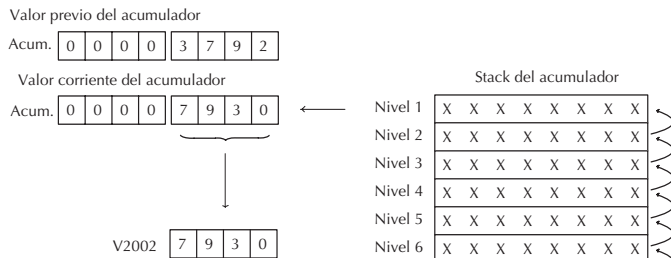 Valor previo del acumulador
Acum. 0 0 0 0 3 7 9 2
Valor corriente del acumulador
Acum. 0 0 0 0 7 9 3 0
V2002 7 9 3 0
Stack del acumulador
Nivel 1 X X X X X X X X
Nivel 2 X X X X X X X X
Nivel 3 X X X X X X X X
Nivel 4 X X X X X X X X
Nivel 5 X X X X X X X X
Nivel 6 X X X X X X X X